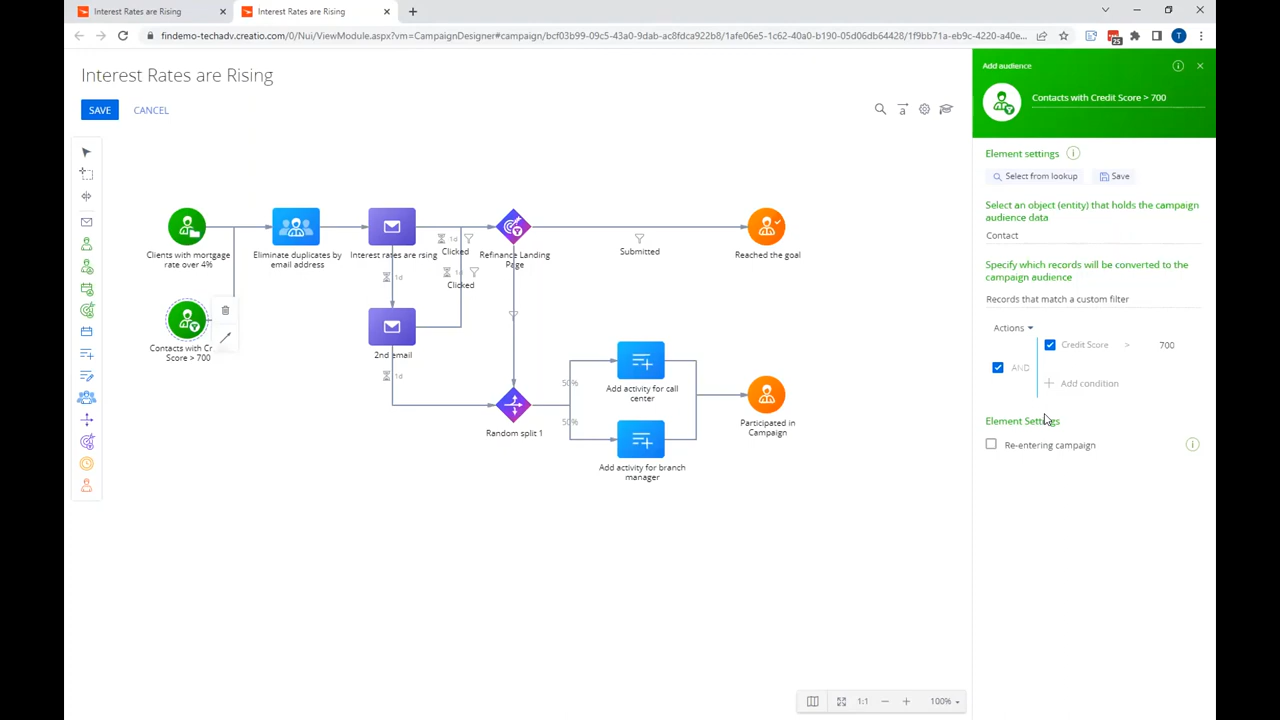 Interest Rates are Rising
Interest Rates are Rising
findemo-techadv.creatio.com/0/Nui/ViewModule.aspx?vm=CampaignDesigner#campaign/bcf03b99-09c5-43a0-9dab-ac8fdca922b8/1afe06e5-1c62-40a0-b190-05d06db64428/1f9bb71a-eb9c-4220-a40e...
25
T
Interest Rates are Rising
SAVE
CANCEL
Clients with mortgage
rate over 4%
Eliminate duplicates by
email address
Interest rates are rising
1d
Clicked
Refinance Landing
Page
Submitted
Reached the goal
1d
Clicked
1d
Contacts with Cr
Score > 700
2nd email
1d
50%
50%
Random split 1
Add activity for call
center
Add activity for branch
manager
Participated in
Campaign
1:1
100%
Add audience
Contacts with Credit Score > 700
Element settings
Select from lookup
Save
Select an object (entity) that holds the campaign
audience data
Contact
Specify which records will be converted to the
campaign audience
Records that match a custom filter
Actions
Credit Score > 700
AND
Add condition
Element Settings
Re-entering campaign